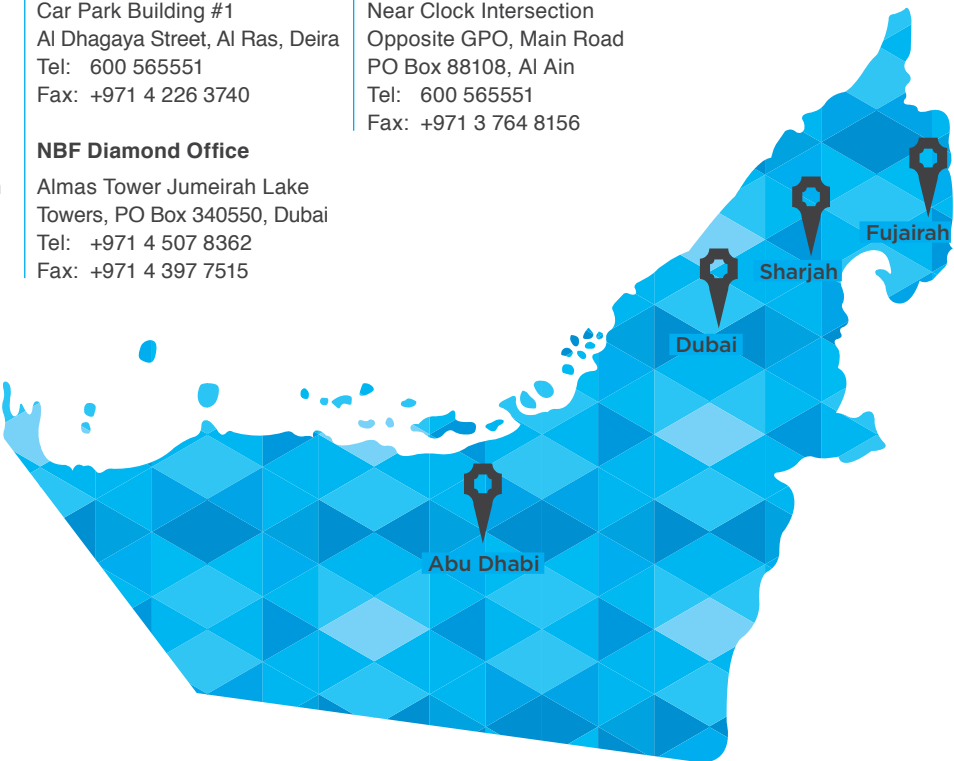 Car Park Building #1
Al Dhagaya Street, Al Ras, Deira
Tel: 600 565551
Fax: +971 4 226 3740
NBF Diamond Office
Almas Tower Jumeirah Lake
Towers, PO Box 340550, Dubai
Tel: +971 4 507 8362
Fax: +971 4 397 7515
Near Clock Intersection
Opposite GPO, Main Road
PO Box 88108, Al Ain
Tel: 600 565551
Fax: +971 3 764 8156
Fujairah
Sharjah
Dubai
Abu Dhabi